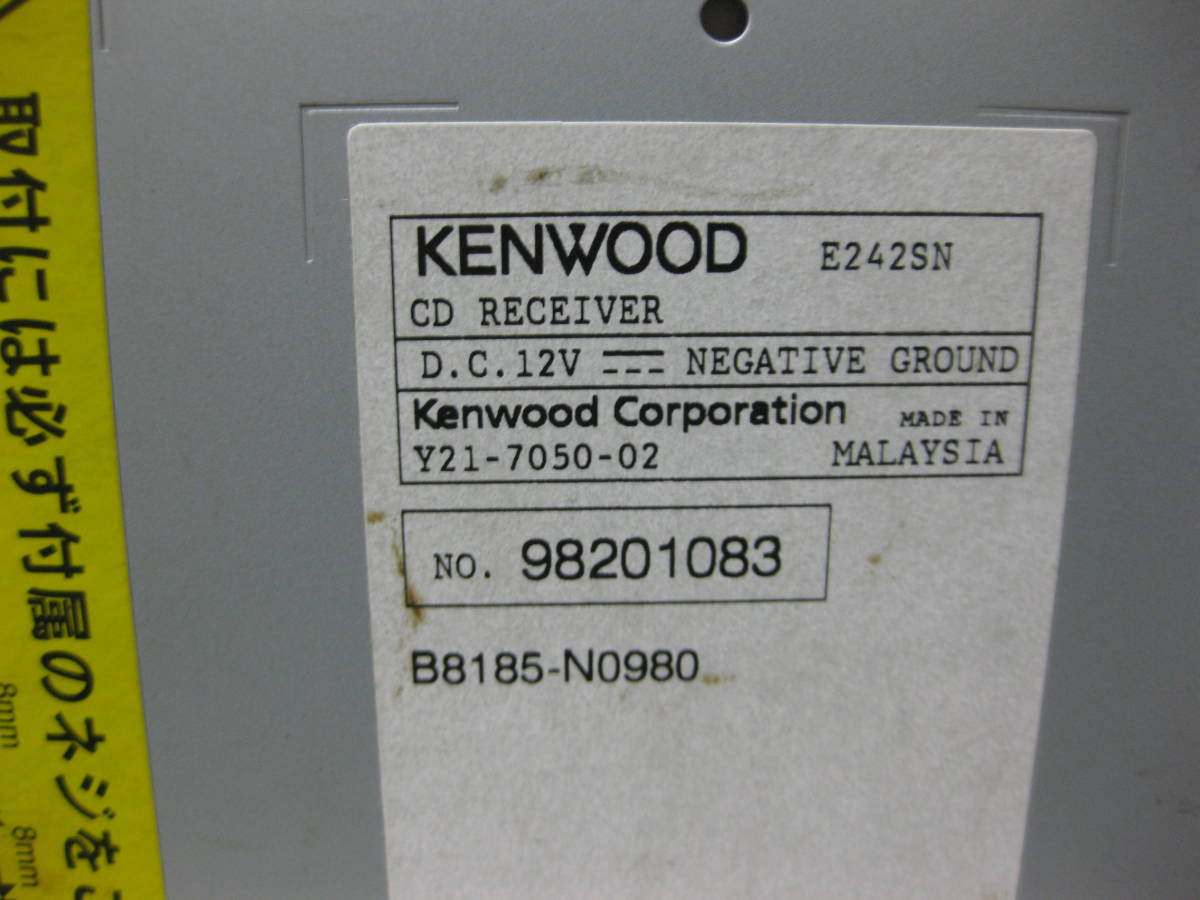 KENWOOD E242SN
CD RECEIVER
D.C.12V NEGATIVE GROUND
Kenwood Corporation MADE IN
Y21-7050-02 MALAYSIA
NO. 98201083
B8185-N0980
取付には必ず付属のネジを
8mm
8mm